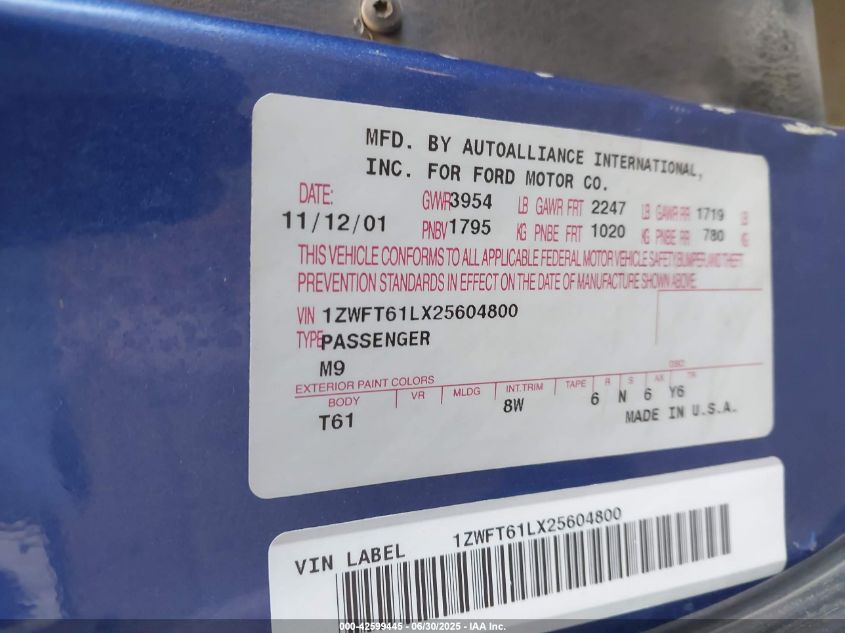 MFD. BY AUTOALLIANCE INTERNATIONAL,
INC. FOR FORD MOTOR CO.
DATE: GVWR 3954 LB GAWR FRT 2247 LB GAWR RR 1719 LB
11/12/01 PNBV 1795 KG PNBE FRT 1020 KG PNBE RR 780 KG
THIS VEHICLE CONFORMS TO ALL APPLICABLE FEDERAL MOTOR VEHICLE SAFETY, BUMPER, AND THEFT
PREVENTION STANDARDS IN EFFECT ON THE DATE OF MANUFACTURE SHOWN ABOVE.
VIN 1ZWFT61LX25604800
TYPE PASSENGER
M9
EXTERIOR PAINT COLORS DSO
BODY VR MLDG INT.TRIM TAPE R S AX TR
T61 8W 6 N 6 Y6
MADE IN U.S.A.
VIN LABEL 1ZWFT61LX25604800
000-42599445 - 06/30/2025 - IAA Inc.